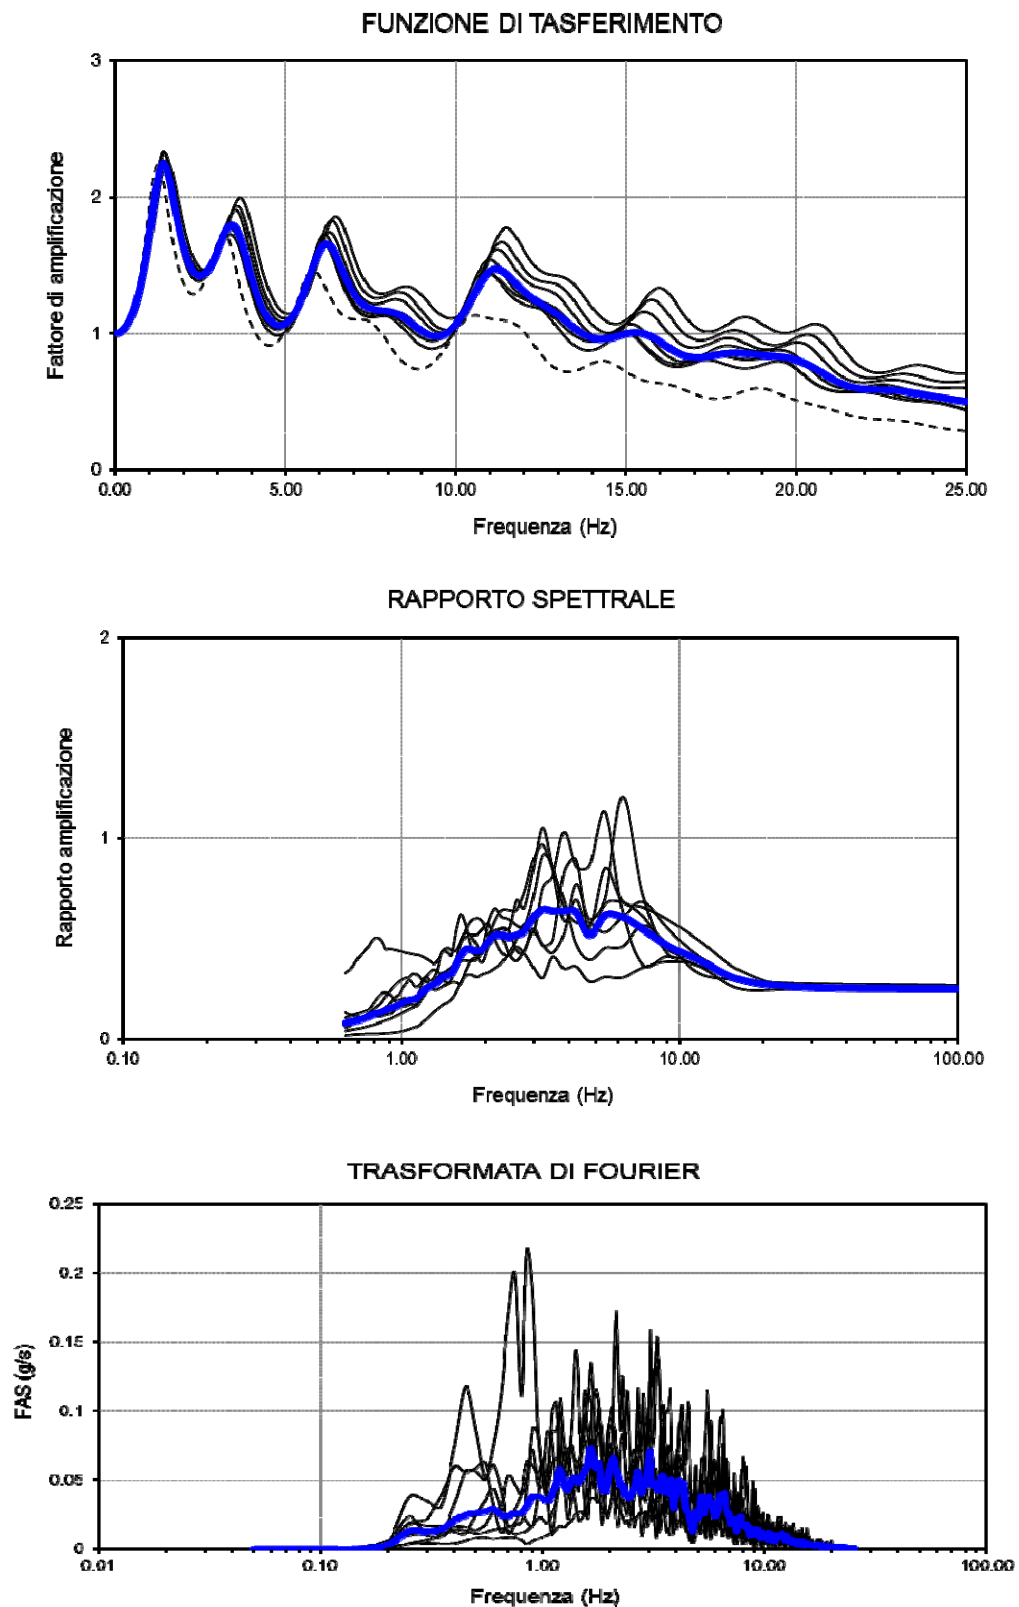 FUNZIONE DI TASFERIMENTO
3
2
1
0
Fattore di amplificazione
0.00 5.00 10.00 15.00 20.00 25.00
Frequenza (Hz)
RAPPORTO SPETTRALE
2
1
0
Rapporto amplificazione
0.10 1.00 10.00 100.00
Frequenza (Hz)
TRASFORMATA DI FOURIER
0.25
0.2
0.15
0.1
0.05
0
FAS (g/s)
0.01 0.10 1.00 10.00 100.00
Frequenza (Hz)